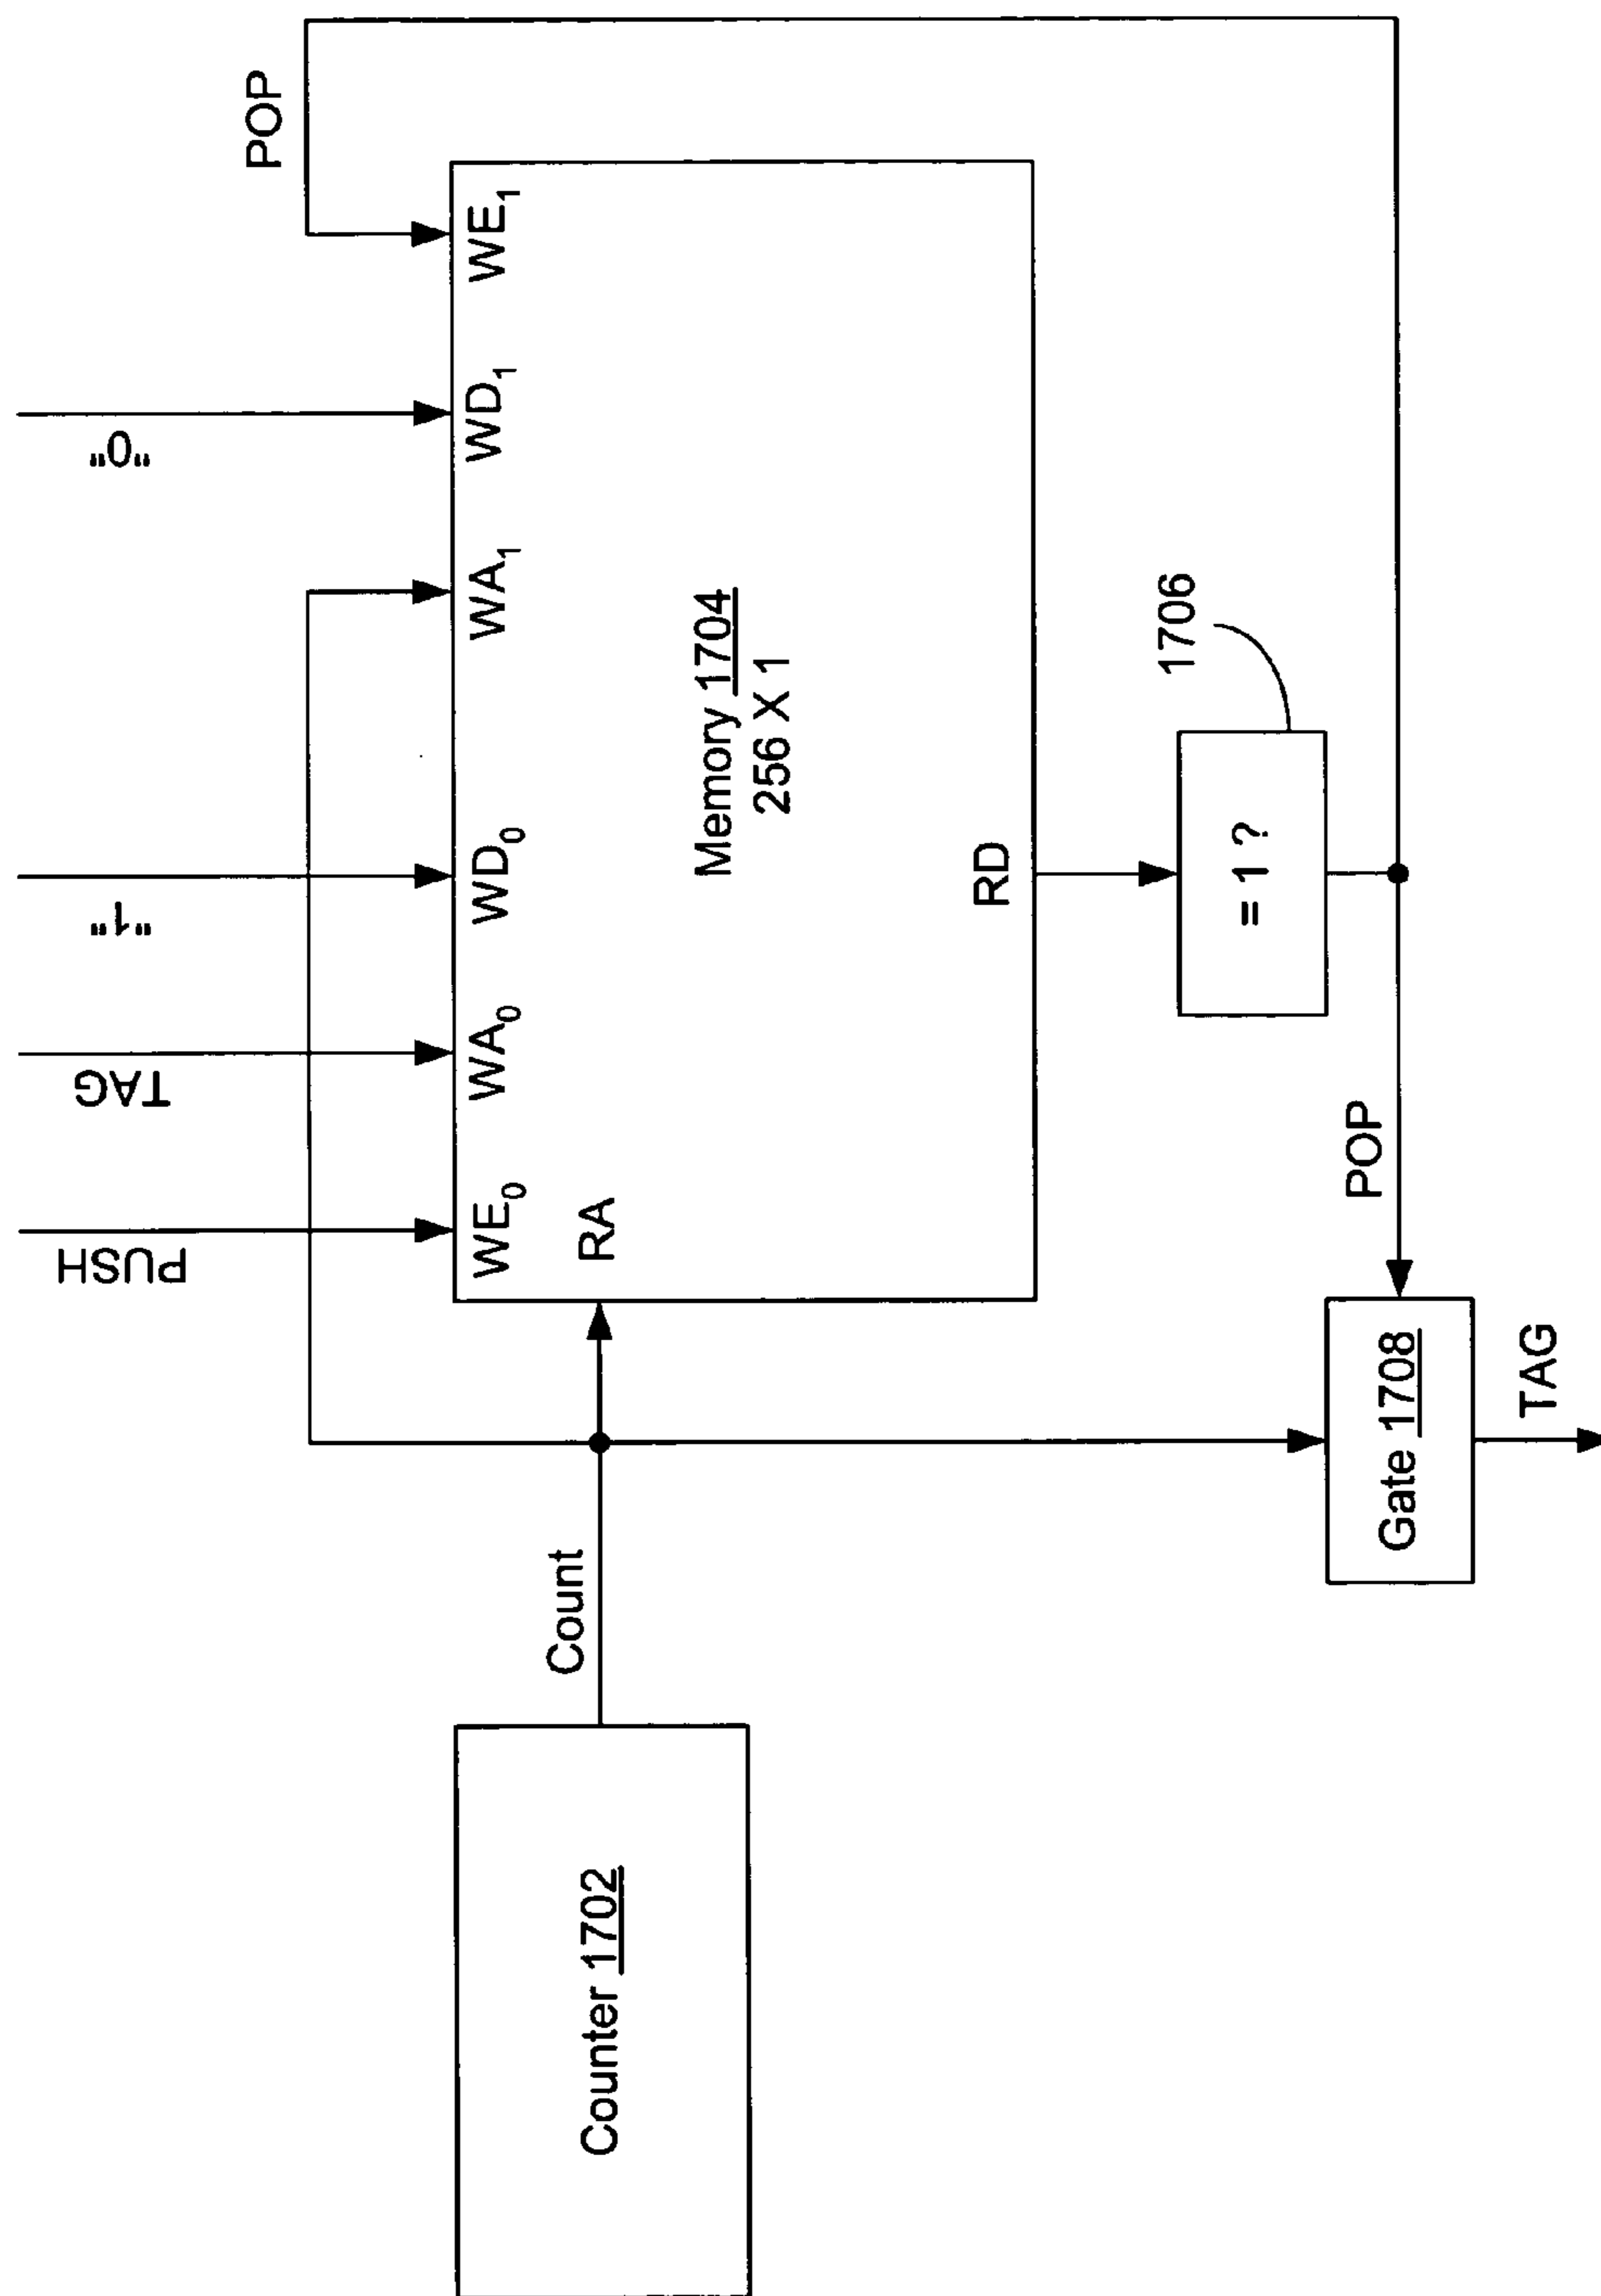 POP
"0"
"1"
TAG
PUSH
WE1
WD1
WA1
WD0
WA0
WE0
RA
Memory 1704
256 X 1
RD
1706
= 1 ?
POP
Count
Counter 1702
Gate 1708
TAG